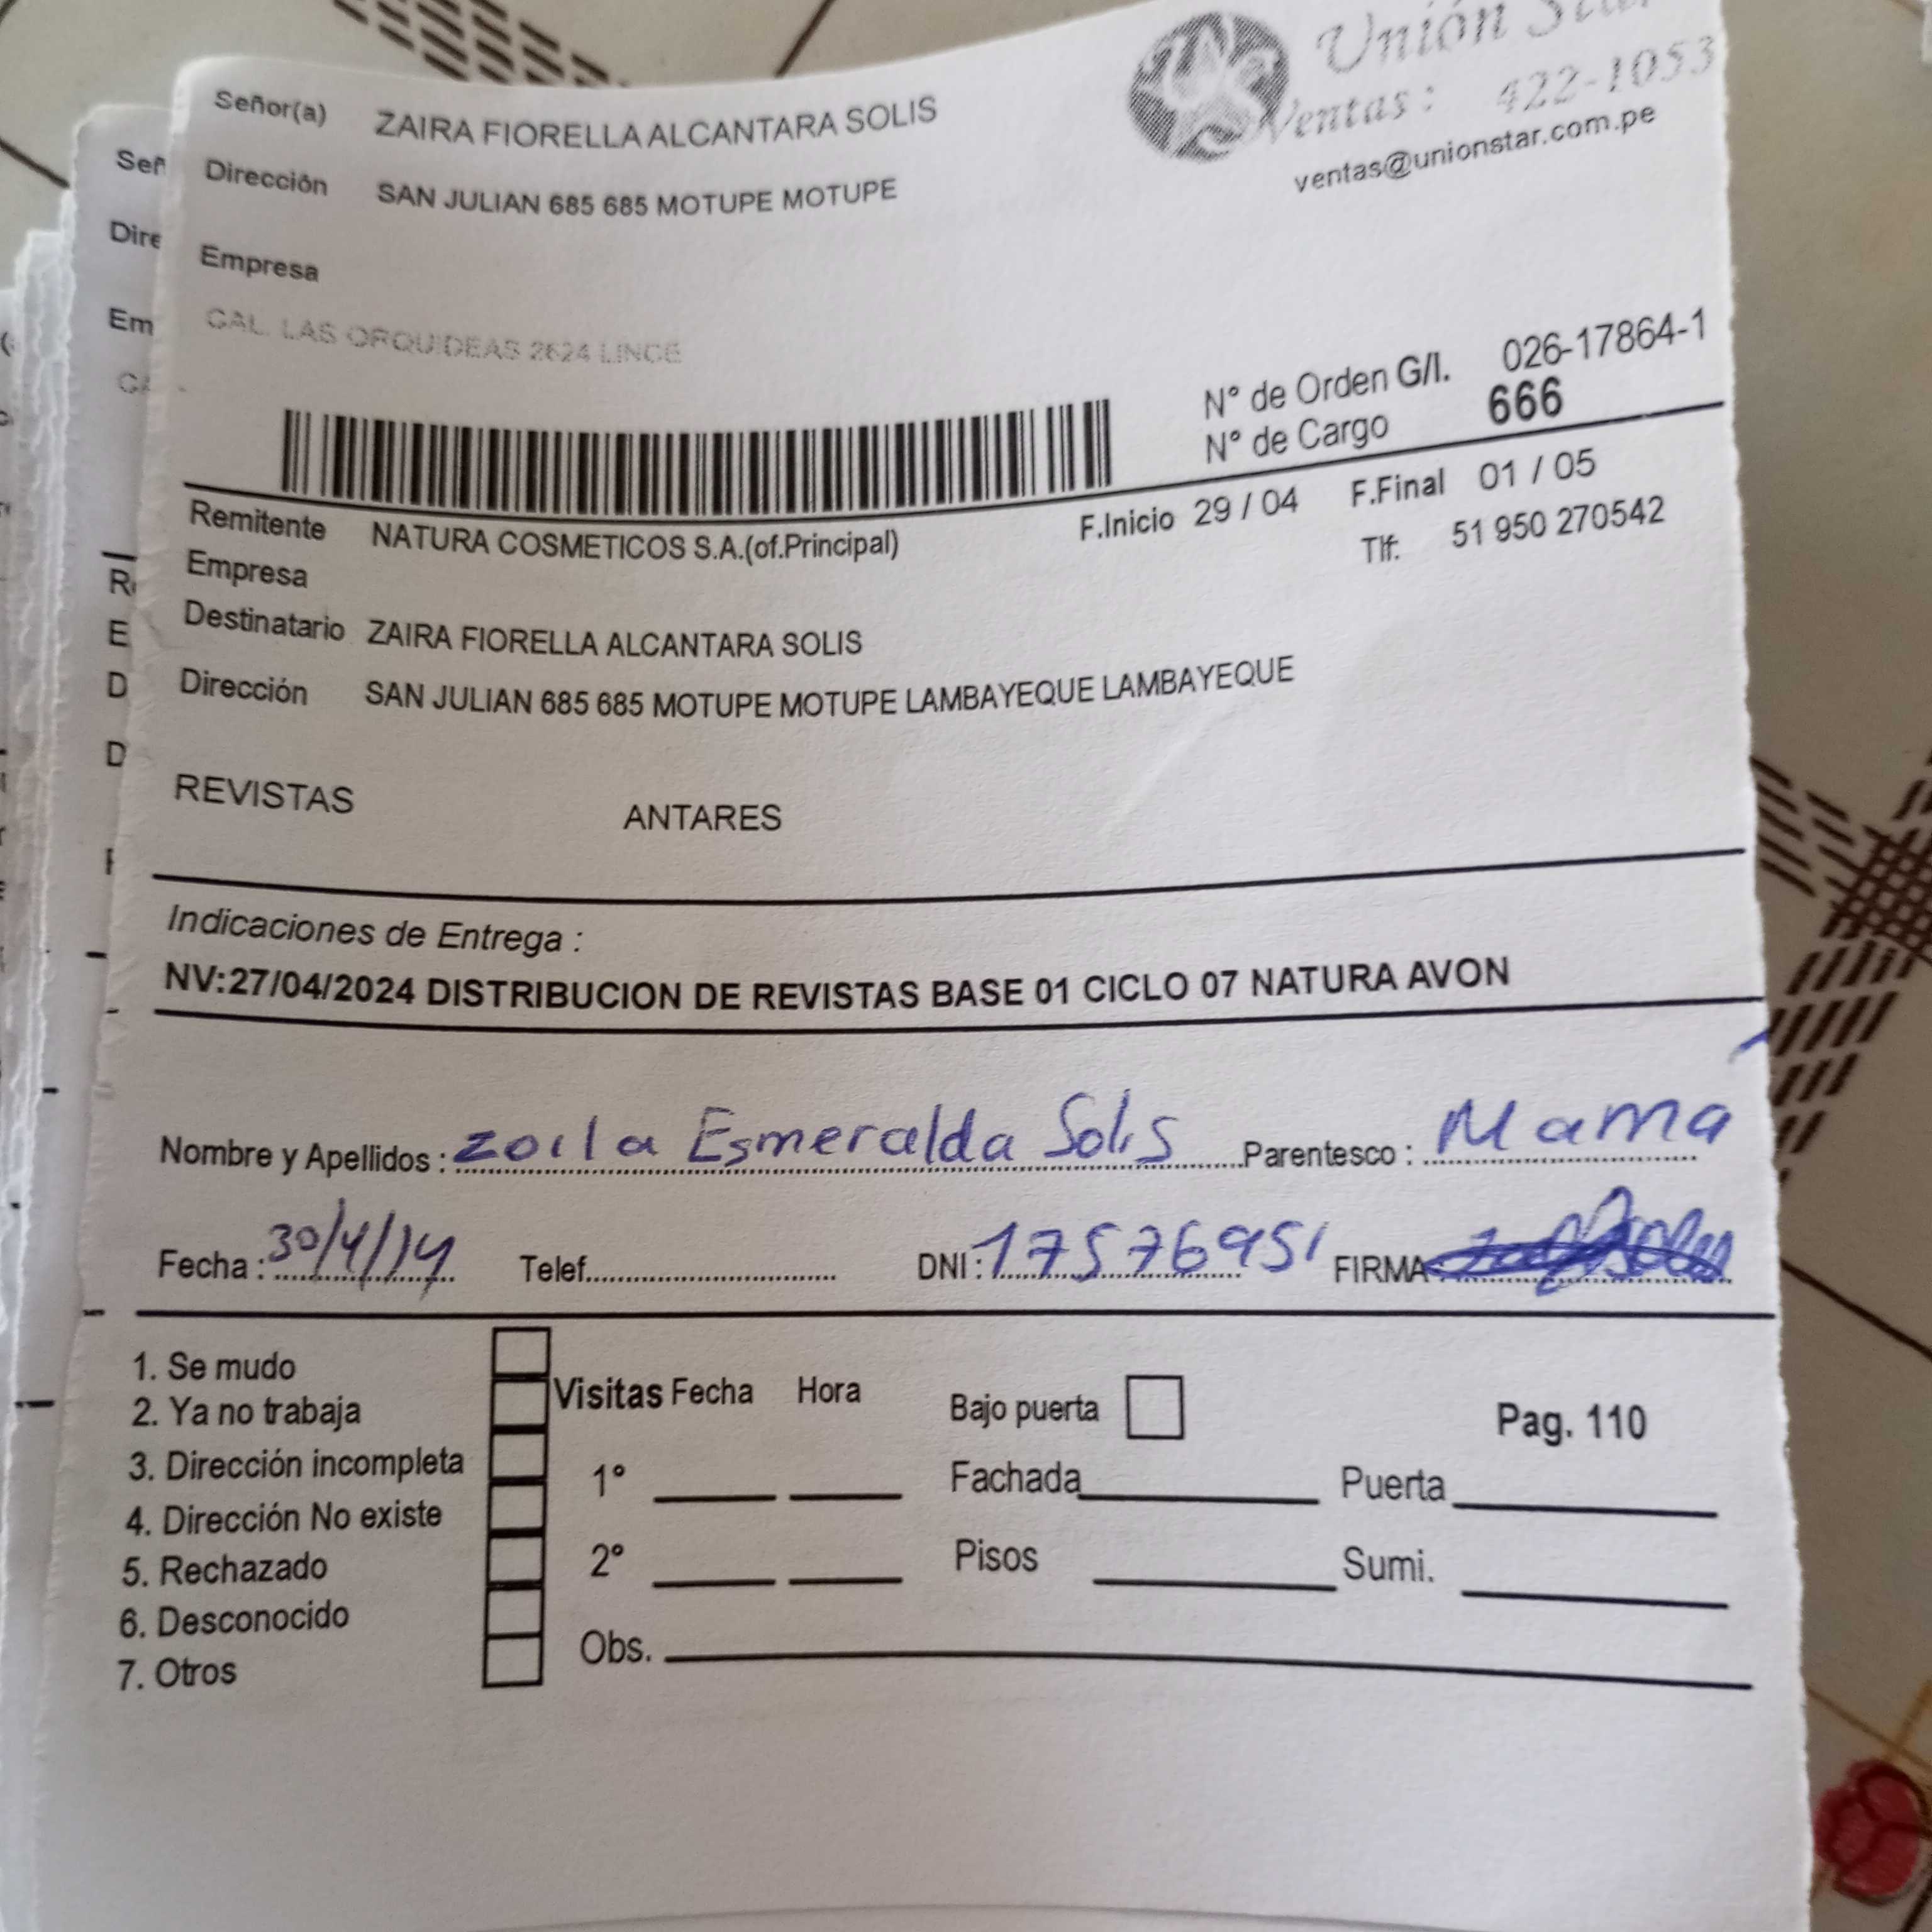 Unión Star
Ventas: 422-1053
ventas@unionstar.com.pe
Señor(a) ZAIRA FIORELLA ALCANTARA SOLIS
Dirección SAN JULIAN 685 685 MOTUPE MOTUPE
Empresa
CAL. LAS ORQUIDEAS 2624 LINCE
N° de Orden G/I. 026-17864-1
N° de Cargo 666
Remitente NATURA COSMETICOS S.A.(of.Principal) F.Inicio 29 / 04 F.Final 01 / 05
Empresa Tlf: 51 950 270542
Destinatario ZAIRA FIORELLA ALCANTARA SOLIS
Dirección SAN JULIAN 685 685 MOTUPE MOTUPE LAMBAYEQUE LAMBAYEQUE
REVISTAS ANTARES
Indicaciones de Entrega :
NV:27/04/2024 DISTRIBUCION DE REVISTAS BASE 01 CICLO 07 NATURA AVON
Nombre y Apellidos : zoila Esmeralda Solis Parentesco : Mama
Fecha : 30/4/14 Telef. DNI : 17576951 FIRMA
1. Se mudo
2. Ya no trabaja
3. Dirección incompleta
4. Dirección No existe
5. Rechazado
6. Desconocido
7. Otros
Visitas Fecha Hora
1°
2°
Obs.
Bajo puerta
Pag. 110
Fachada Puerta
Pisos Sumi.